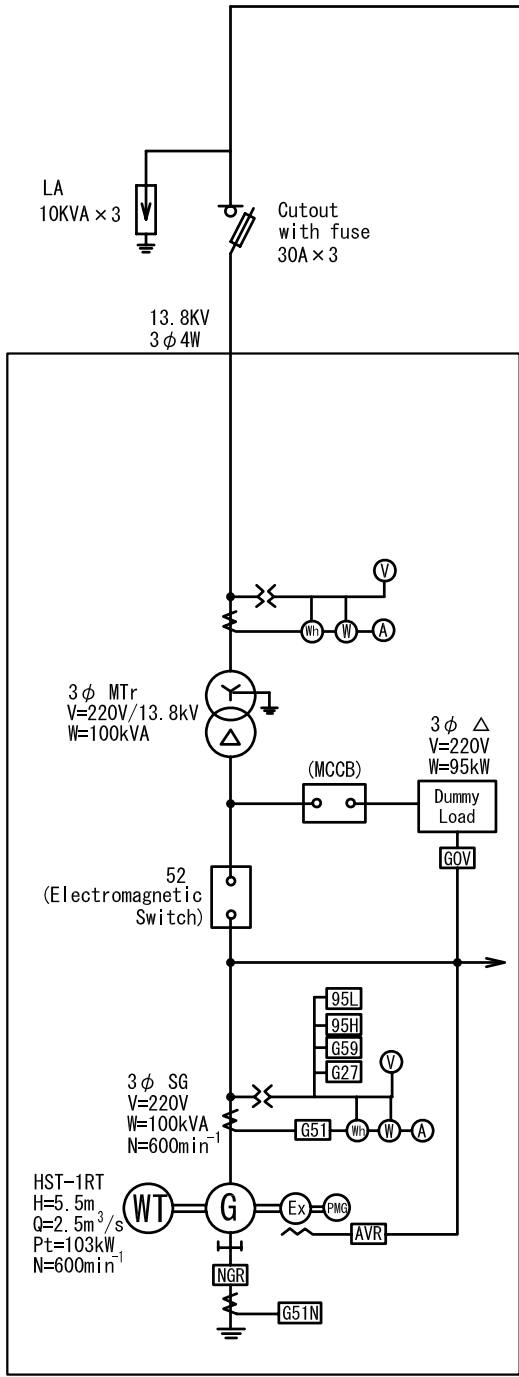 LA
10KVA×3
Cutout
with fuse
30A×3
13.8KV
3φ4W
V
Wh
W
A
3φ MTr
V=220V/13.8kV
W=100kVA
3φ △
V=220V
W=95kW
(MCCB)
Dummy
Load
GOV
52
(Electromagnetic
Switch)
95L
95H
G59
G27
V
3φ SG
V=220V
W=100kVA
N=600min⁻¹
G51
Wh
W
A
HST-1RT
H=5.5m
Q=2.5m³/s
Pt=103kW
N=600min⁻¹
WT
G
Ex
PMG
AVR
NGR
G51N